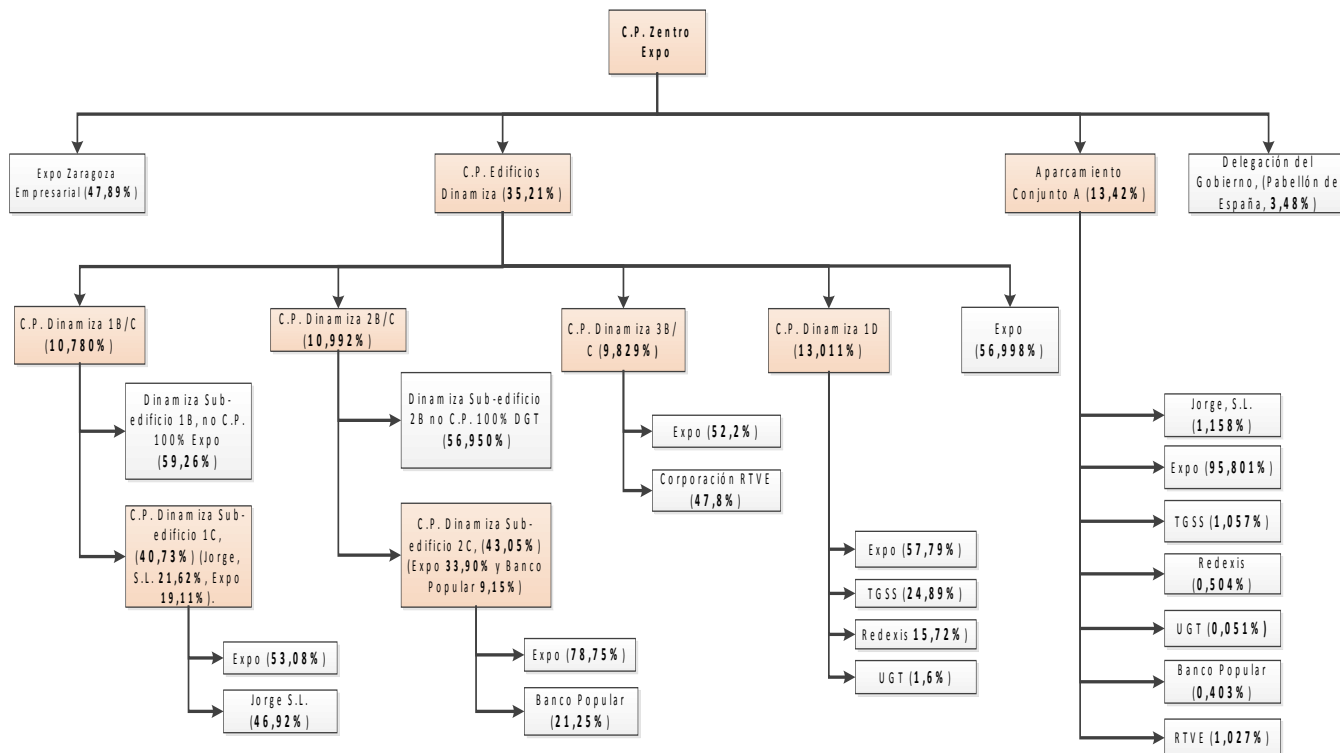 C.P. Zentro
Expo
Expo Zaragoza
Empresarial (47,89%)
C.P. Edificios
Dinamiza (35,21%)
Aparcamiento
Conjunto A (13,42%)
Delegación del
Gobierno, (Pabellón de
España, 3,48%)
C.P. Dinamiza 1B/C
(10,780%)
C.P. Dinamiza 2B/C
(10,992%)
C.P. Dinamiza 3B/
C (9,829%)
C.P. Dinamiza 1D
(13,011%)
Expo
(56,998%)
Dinamiza Sub-
edificio 1B, no C.P.
100% Expo
(59,26%)
C.P. Dinamiza Sub-
edificio 1C,
(40,73%) (Jorge,
S.L. 21,62%, Expo
19,11%).
Expo (53,08%)
Jorge S.L.
(46,92%)
Dinamiza Sub-edificio
2B no C.P. 100% DGT
(56,950%)
C.P. Dinamiza Sub-
edificio 2C, (43,05%)
(Expo 33,90% y Banco
Popular 9,15%)
Expo (78,75%)
Banco Popular
(21,25%)
Expo (52,2%)
Corporación RTVE
(47,8%)
Expo (57,79%)
TGSS (24,89%)
Redexis 15,72%)
UGT (1,6%)
Jorge, S.L.
(1,158%)
Expo (95,801%)
TGSS (1,057%)
Redexis
(0,504%)
UGT (0,051%)
Banco Popular
(0,403%)
RTVE (1,027%)